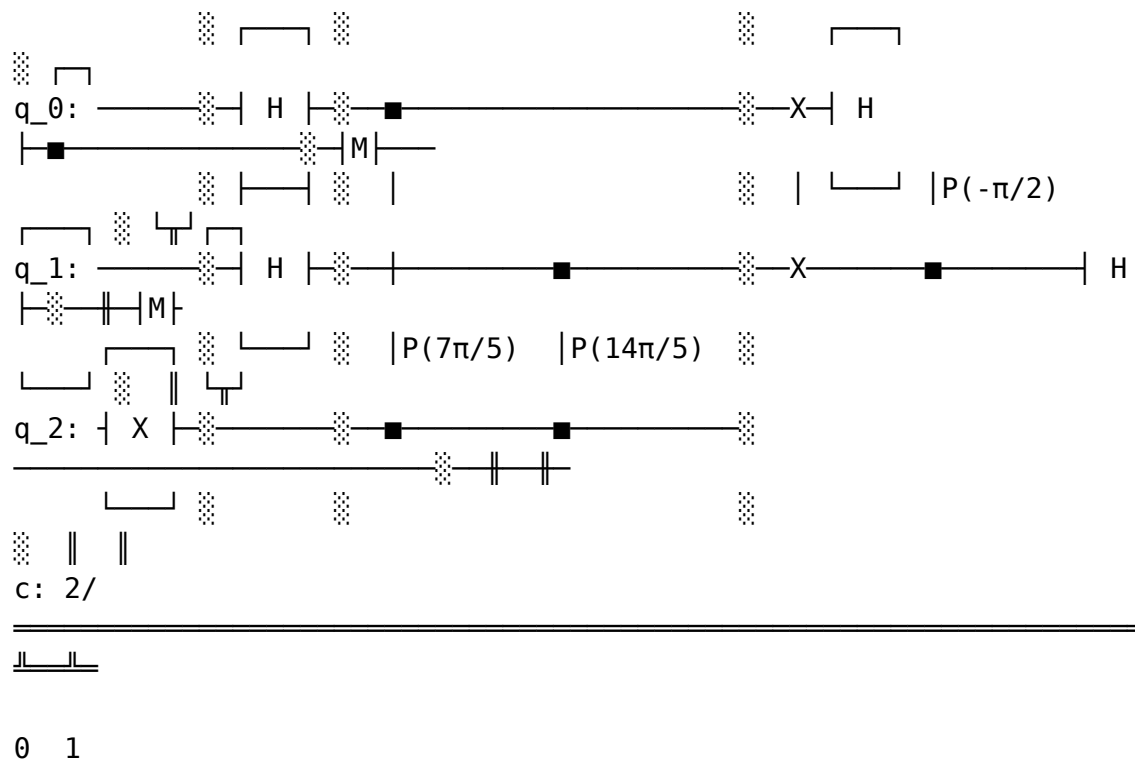 ░ ┌───┐ ░                       ░    ┌───┐
░ ┌─┐
q_0: ───────░─┤ H ├─░──■────────────────────░──X─┤ H
├─■───────────────░─┤M├───
            ░ ├───┤ ░  │                    ░  │ └───┘ │P(-π/2)
┌───┐ ░ └╥┘┌─┐
q_1: ───────░─┤ H ├─░──┼─────────■──────────░──X───────■────────┤ H
├─░──╫─┤M├
      ┌───┐ ░ └───┘ ░  │P(7π/5)  │P(14π/5)  ░
└───┘ ░  ║ └╥┘
q_2: ─┤ X ├─░───────░──■─────────■──────────░
─────────────────────────░──╫──╫─
      └───┘ ░       ░                       ░
░  ║  ║
c: 2/
═══════════════════════════════════════════════════════════════════
╩══╩═
0  1